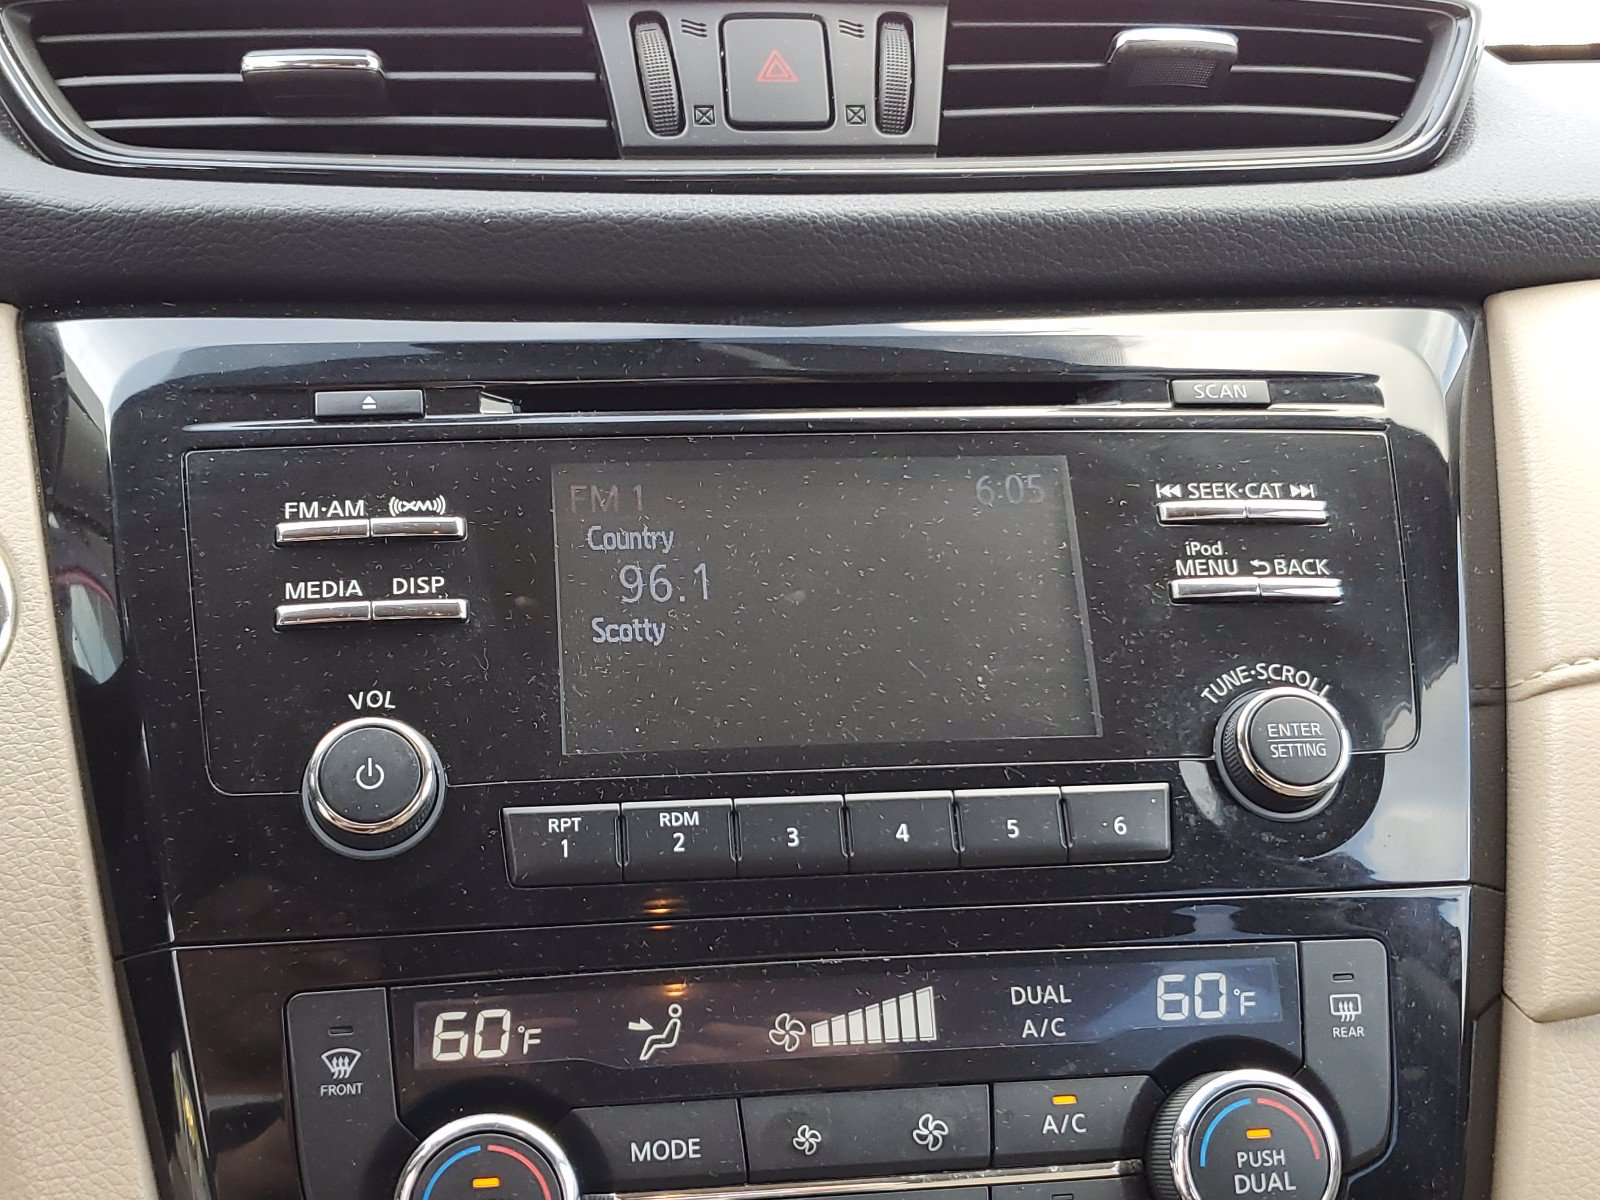 SCAN
FM·AM XM
MEDIA DISP
VOL
FM 1 6:05
Country
96.1
Scotty
SEEK·CAT
iPod
MENU BACK
TUNE·SCROLL
ENTER
SETTING
RPT
1
RDM
2
3
4
5
6
60°F
DUAL
A/C
60°F
FRONT
REAR
MODE
A/C
PUSH
DUAL